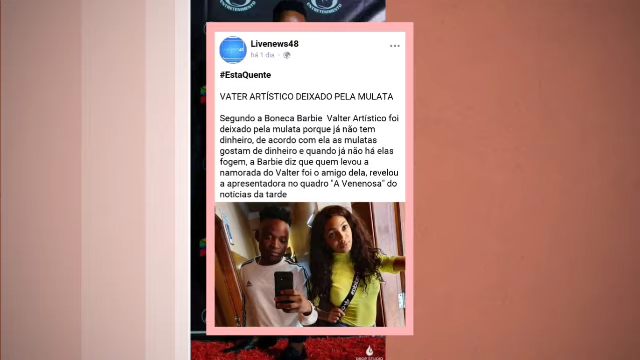 ENTRETENIMENTO
Livenews48
há 1 dia ·
#EstaQuente
VATER ARTÍSTICO DEIXADO PELA MULATA
Segundo a Boneca Barbie Valter Artístico foi
deixado pela mulata porque já não tem
dinheiro, de acordo com ela as mulatas
gostam de dinheiro e quando já não há elas
fogem, a Barbie diz que quem levou a
namorada do Valter foi o amigo dela, revelou
a apresentadora no quadro "A Venenosa" do
notícias da tarde
DROP STUDIO